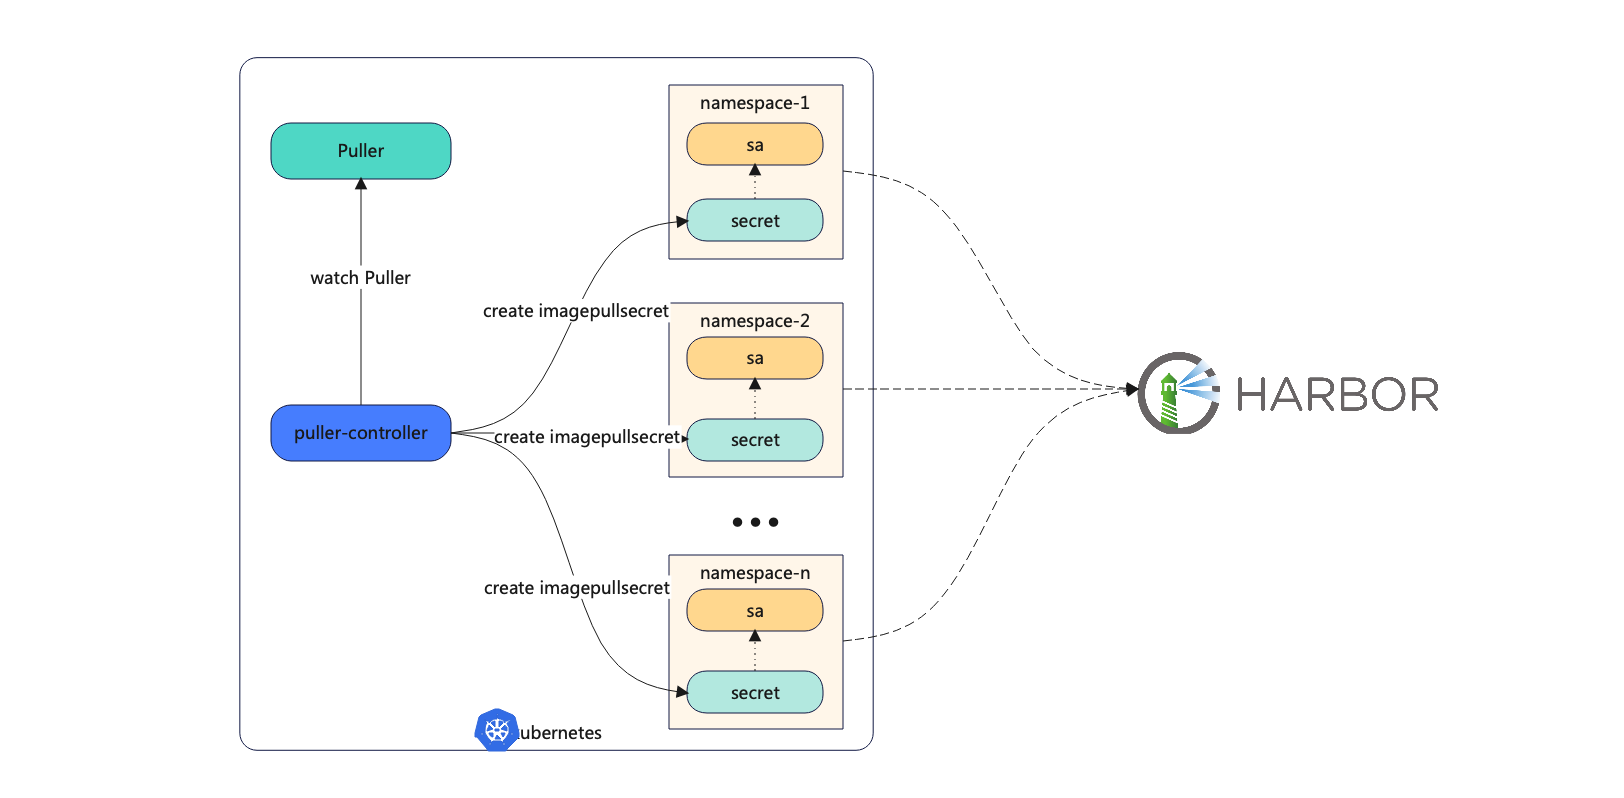 Puller
watch Puller
puller-controller
create imagepullsecret
create imagepullsecret
create imagepullsecret
namespace-1
sa
secret
namespace-2
sa
secret
•••
namespace-n
sa
secret
ubernetes
HARBOR